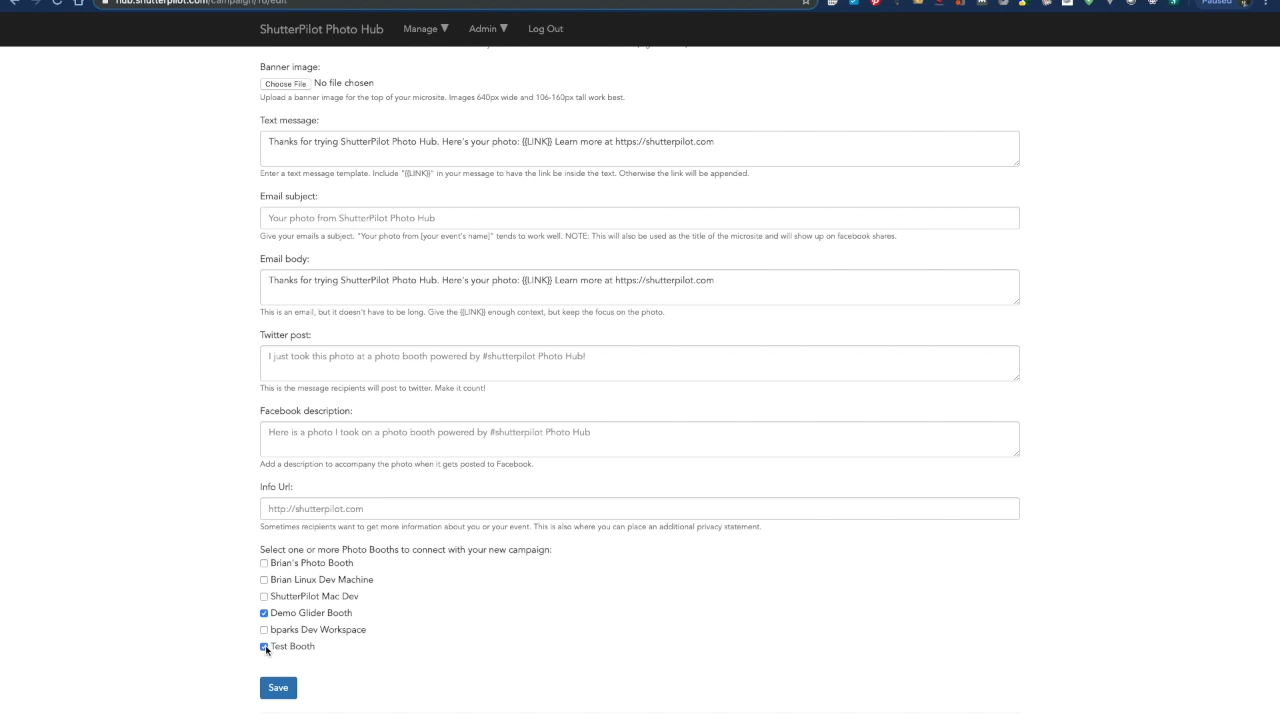 hub.shutterpilot.com/campaign/10/edit
Paused
ShutterPilot Photo Hub Manage ▼ Admin ▼ Log Out
Banner image:
Choose File No file chosen
Upload a banner image for the top of your microsite. Images 640px wide and 106-160px tall work best.
Text message:
Thanks for trying ShutterPilot Photo Hub. Here's your photo: {{LINK}} Learn more at https://shutterpilot.com
Enter a text message template. Include "{{LINK}}" in your message to have the link be inside the text. Otherwise the link will be appended.
Email subject:
Your photo from ShutterPilot Photo Hub
Give your emails a subject. "Your photo from [your event's name]" tends to work well. NOTE: This will also be used as the title of the microsite and will show up on facebook shares.
Email body:
Thanks for trying ShutterPilot Photo Hub. Here's your photo: {{LINK}} Learn more at https://shutterpilot.com
This is an email, but it doesn't have to be long. Give the {{LINK}} enough context, but keep the focus on the photo.
Twitter post:
I just took this photo at a photo booth powered by #shutterpilot Photo Hub!
This is the message recipients will post to twitter. Make it count!
Facebook description:
Here is a photo I took on a photo booth powered by #shutterpilot Photo Hub
Add a description to accompany the photo when it gets posted to Facebook.
Info Url:
http://shutterpilot.com
Sometimes recipients want to get more information about you or your event. This is also where you can place an additional privacy statement.
Select one or more Photo Booths to connect with your new campaign:
Brian's Photo Booth
Brian Linux Dev Machine
ShutterPilot Mac Dev
Demo Glider Booth
bparks Dev Workspace
Test Booth
Save